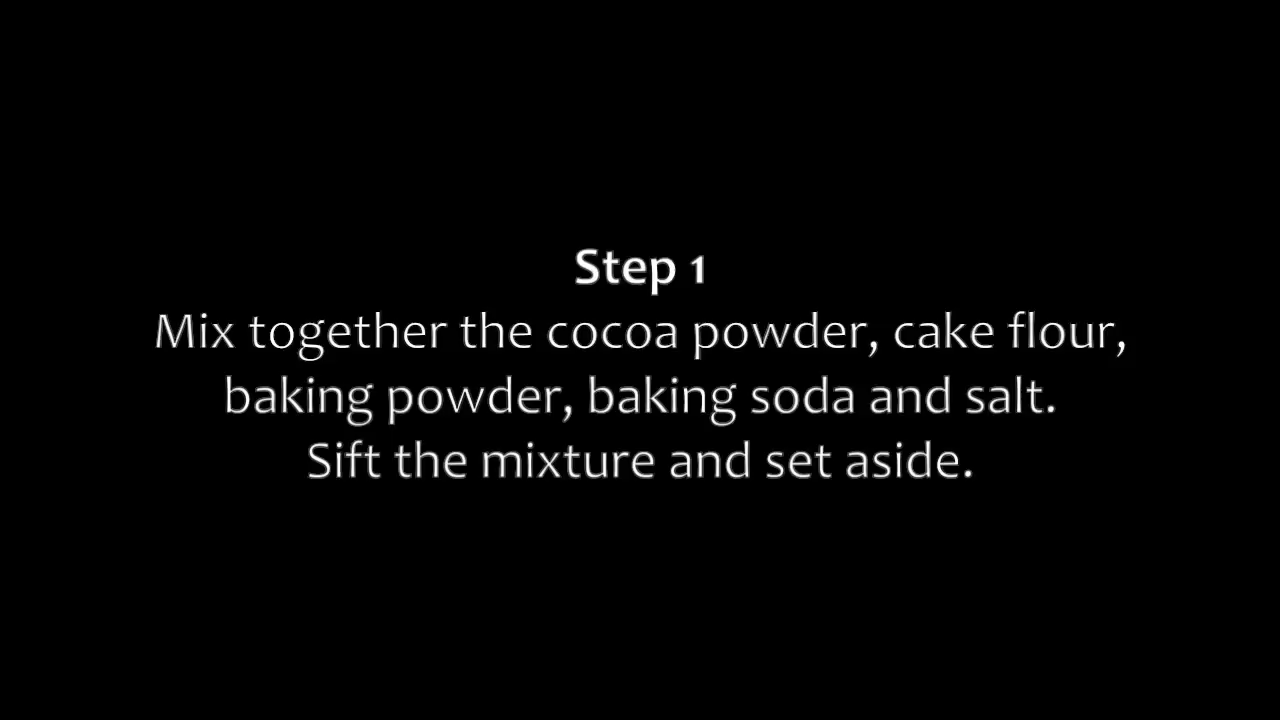 Step 1
Mix together the cocoa powder, cake flour,
baking powder, baking soda and salt.
Sift the mixture and set aside.